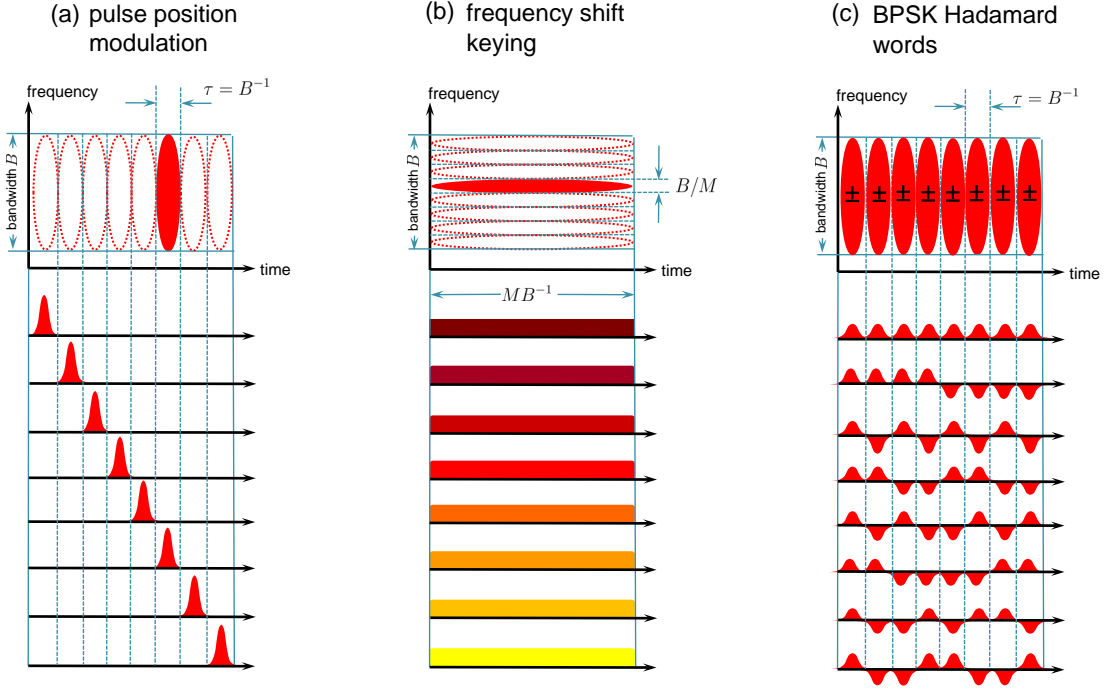 (a) pulse position
modulation
frequency
τ = B⁻¹
bandwidth B
time
(b) frequency shift
keying
frequency
bandwidth B
B/M
time
MB⁻¹
(c) BPSK Hadamard
words
frequency
τ = B⁻¹
bandwidth B
± ± ± ± ± ± ± ±
time